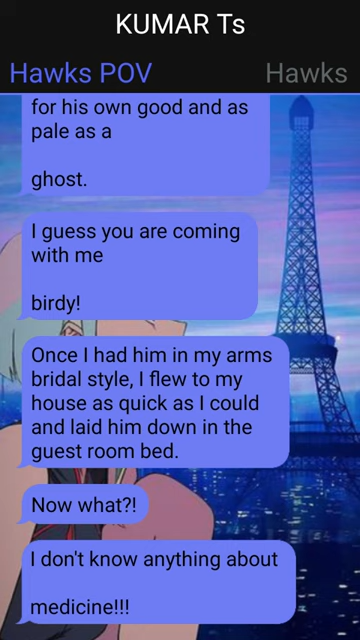 KUMAR Ts
Hawks POV
Hawks
for his own good and as
pale as a
ghost.
I guess you are coming
with me
birdy!
Once I had him in my arms
bridal style, I flew to my
house as quick as I could
and laid him down in the
guest room bed.
Now what?!
I don't know anything about
medicine!!!